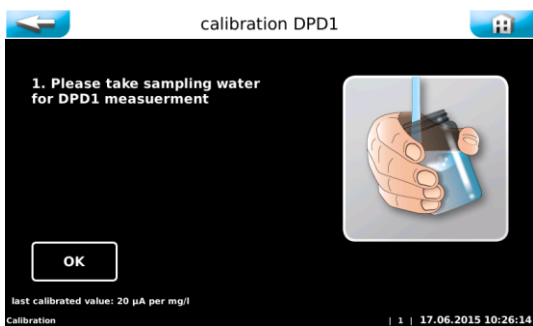 calibration DPD1
1. Please take sampling water
for DPD1 measuerment
OK
last calibrated value: 20 µA per mg/l
Calibration | 1 | 17.06.2015 10:26:14